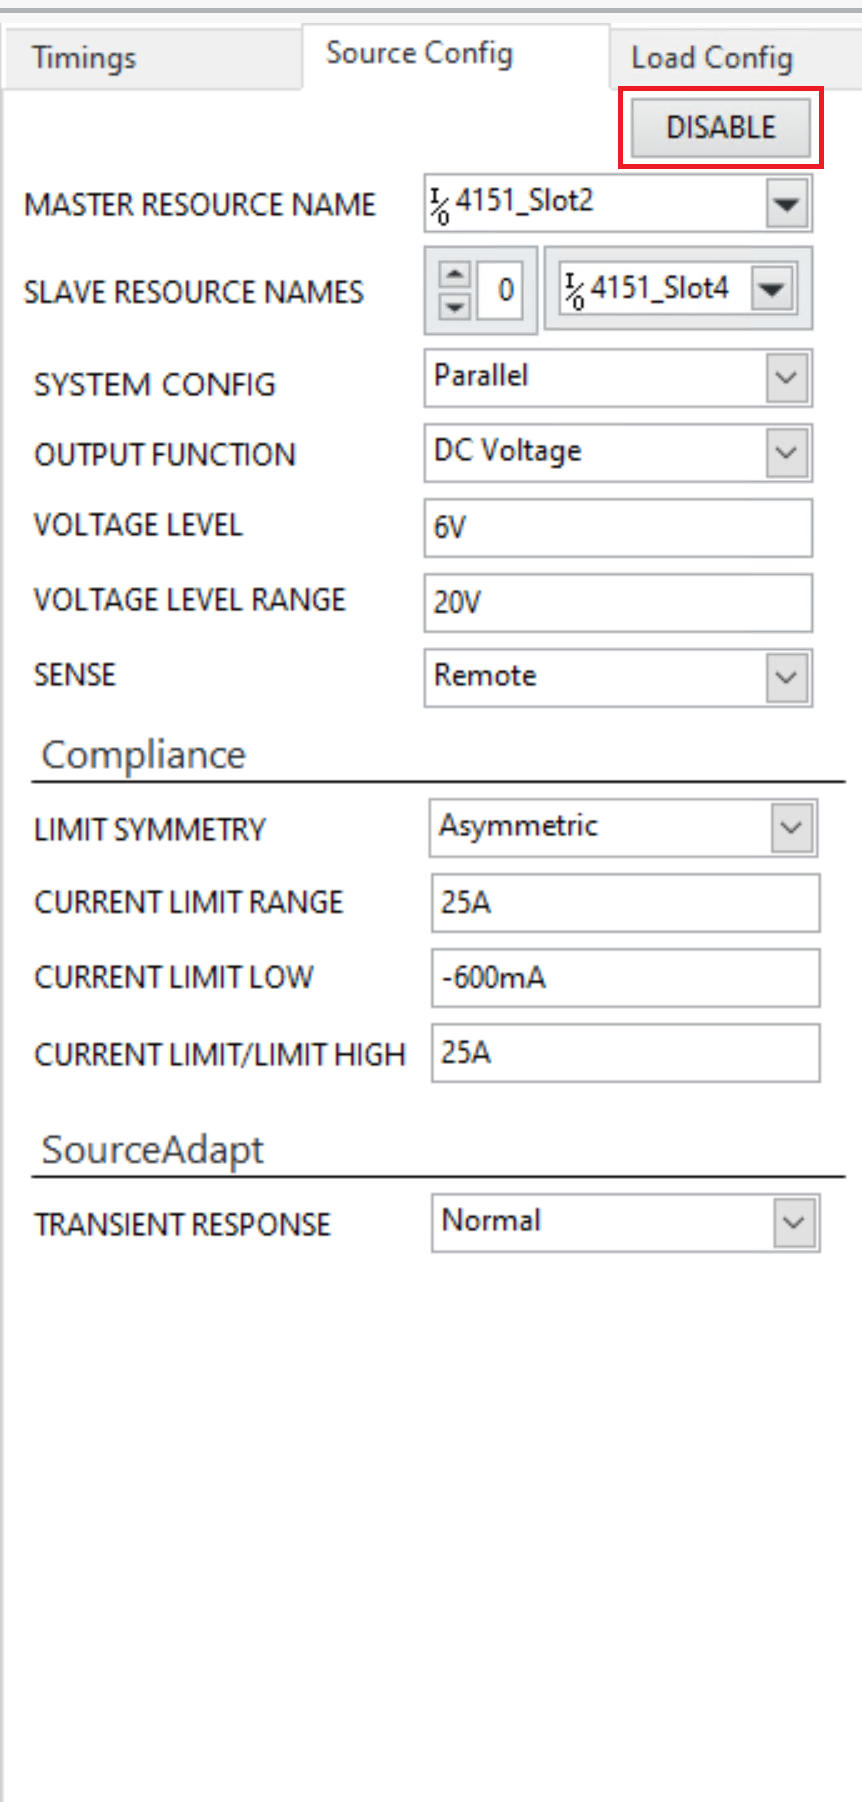 Timings Source Config Load Config
DISABLE
MASTER RESOURCE NAME I/0 4151_Slot2
SLAVE RESOURCE NAMES 0 I/0 4151_Slot4
SYSTEM CONFIG Parallel
OUTPUT FUNCTION DC Voltage
VOLTAGE LEVEL 6V
VOLTAGE LEVEL RANGE 20V
SENSE Remote
Compliance
LIMIT SYMMETRY Asymmetric
CURRENT LIMIT RANGE 25A
CURRENT LIMIT LOW -600mA
CURRENT LIMIT/LIMIT HIGH 25A
SourceAdapt
TRANSIENT RESPONSE Normal